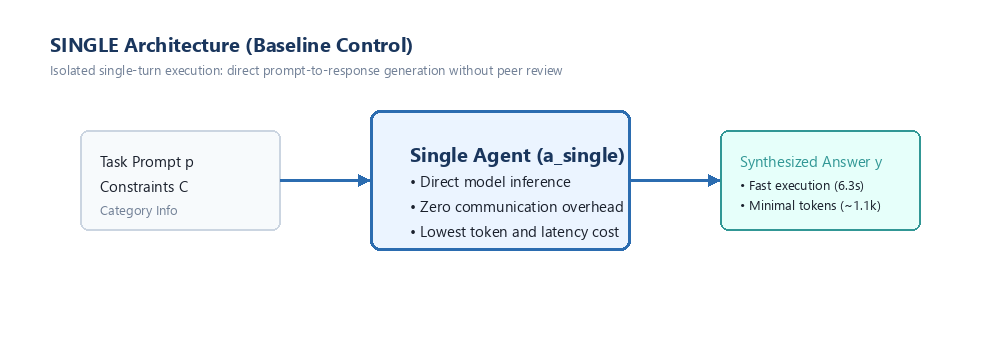 SINGLE Architecture (Baseline Control)
Isolated single-turn execution: direct prompt-to-response generation without peer review
Task Prompt p
Constraints C
Category Info
Single Agent (a_single)
• Direct model inference
• Zero communication overhead
• Lowest token and latency cost
Synthesized Answer y
• Fast execution (6.3s)
• Minimal tokens (~1.1k)